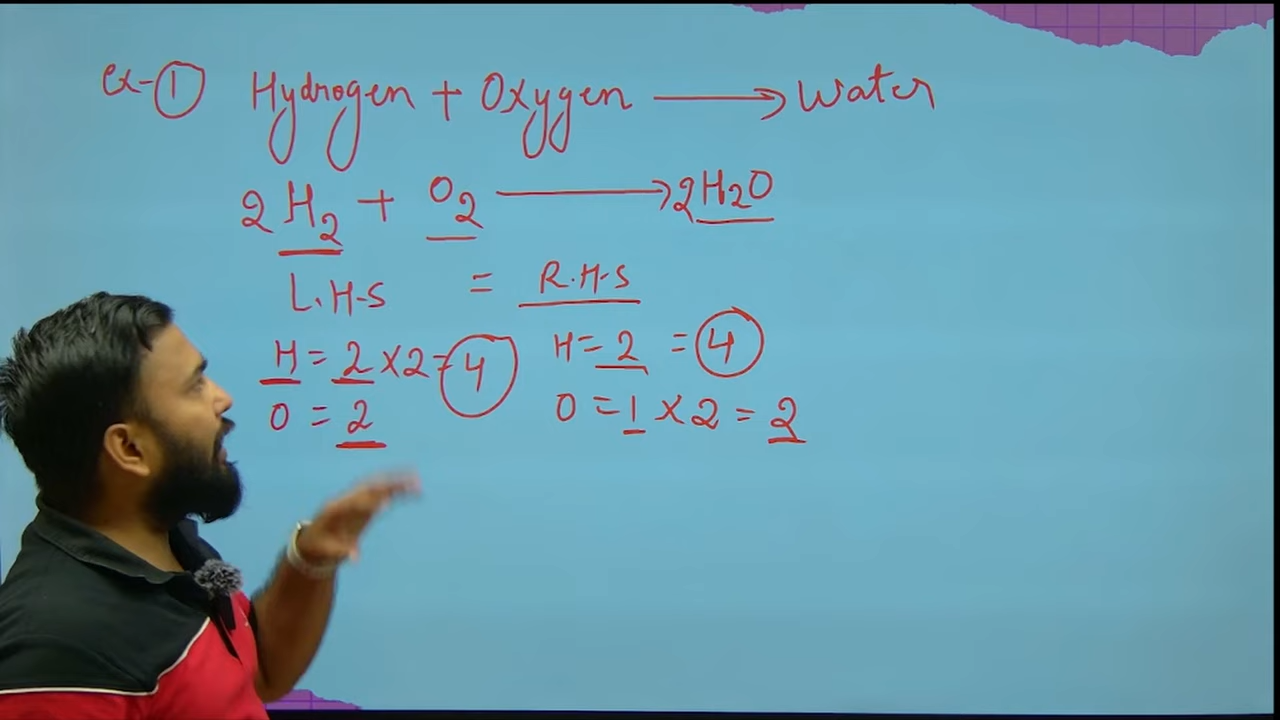 ex-① Hydrogen + Oxygen ⟶ Water
2H₂ + O₂ ⟶ 2H₂O
L.H.S = R.H.S
H = 2 × 2 = 4 H = 2 = 4
O = 2 O = 1 × 2 = 2